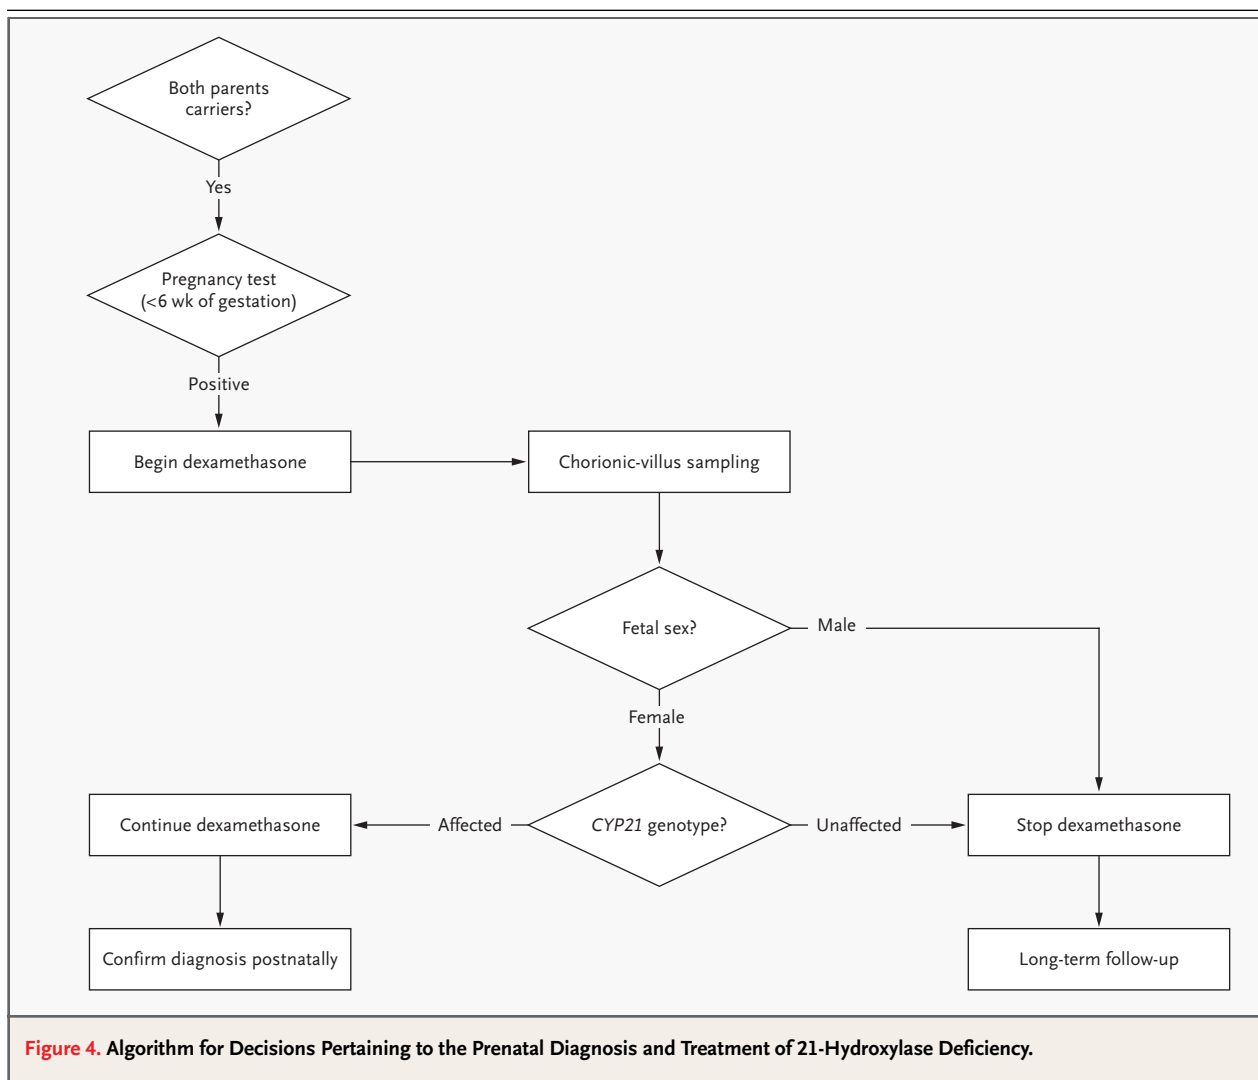 Both parents
carriers?
Yes
Pregnancy test
(<6 wk of gestation)
Positive
Begin dexamethasone
Chorionic-villus sampling
Fetal sex?
Male
Female
Continue dexamethasone
Affected
CYP21 genotype?
Unaffected
Stop dexamethasone
Confirm diagnosis postnatally
Long-term follow-up
Figure 4. Algorithm for Decisions Pertaining to the Prenatal Diagnosis and Treatment of 21-Hydroxylase Deficiency.